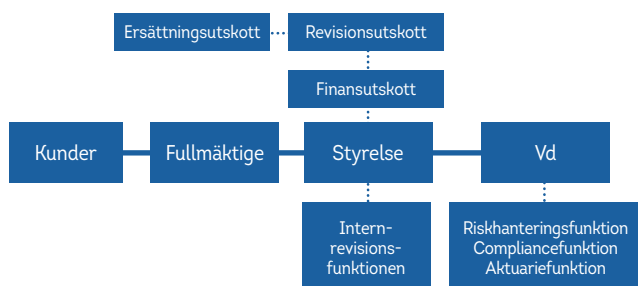 Ersättningsutskott
Revisionsutskott
Finansutskott
Kunder
Fullmäktige
Styrelse
Vd
Intern-
revisions-
funktionen
Riskhanteringsfunktion
Compliancefunktion
Aktuariefunktion